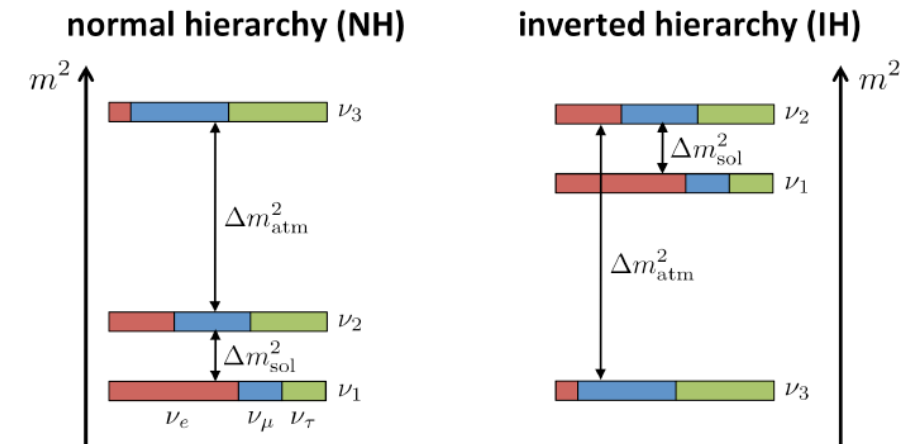 normal hierarchy (NH)
m²
ν₃
Δm²atm
ν₂
Δm²sol
ν₁
νe νμ ντ
inverted hierarchy (IH)
m²
ν₂
Δm²sol
ν₁
Δm²atm
ν₃